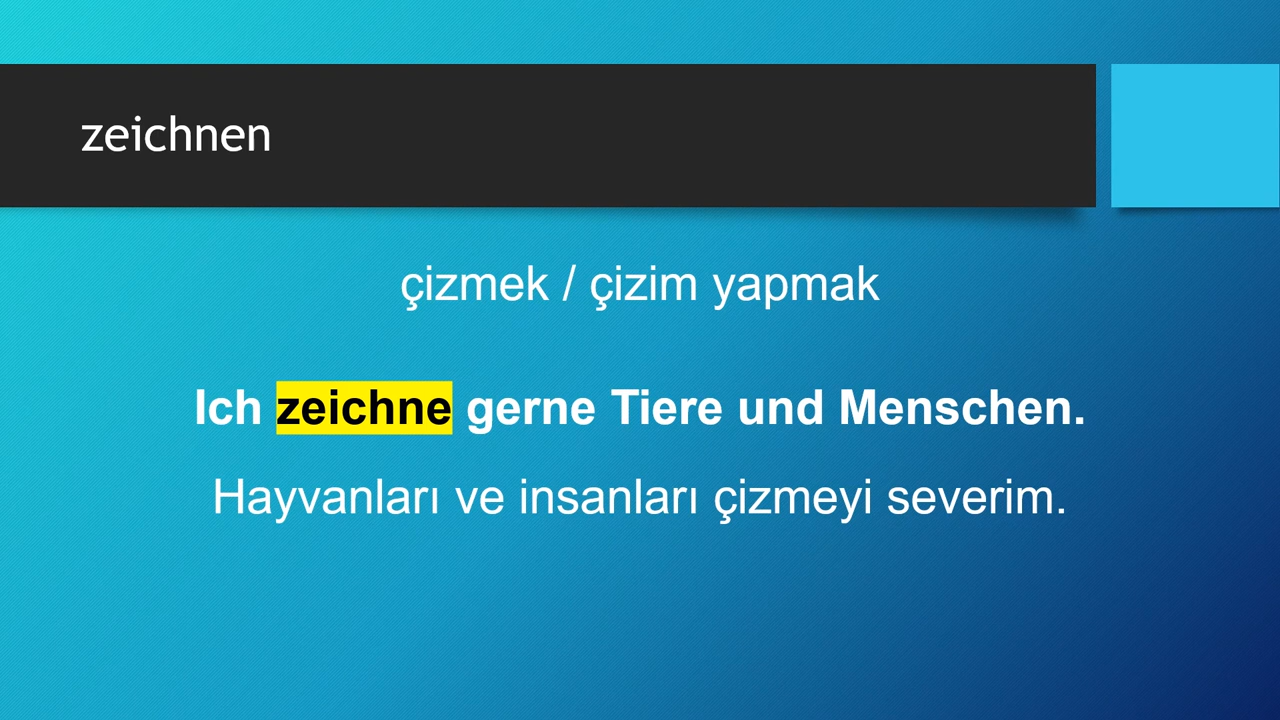 zeichnen
çizmek / çizim yapmak
Ich zeichne gerne Tiere und Menschen.
Hayvanları ve insanları çizmeyi severim.